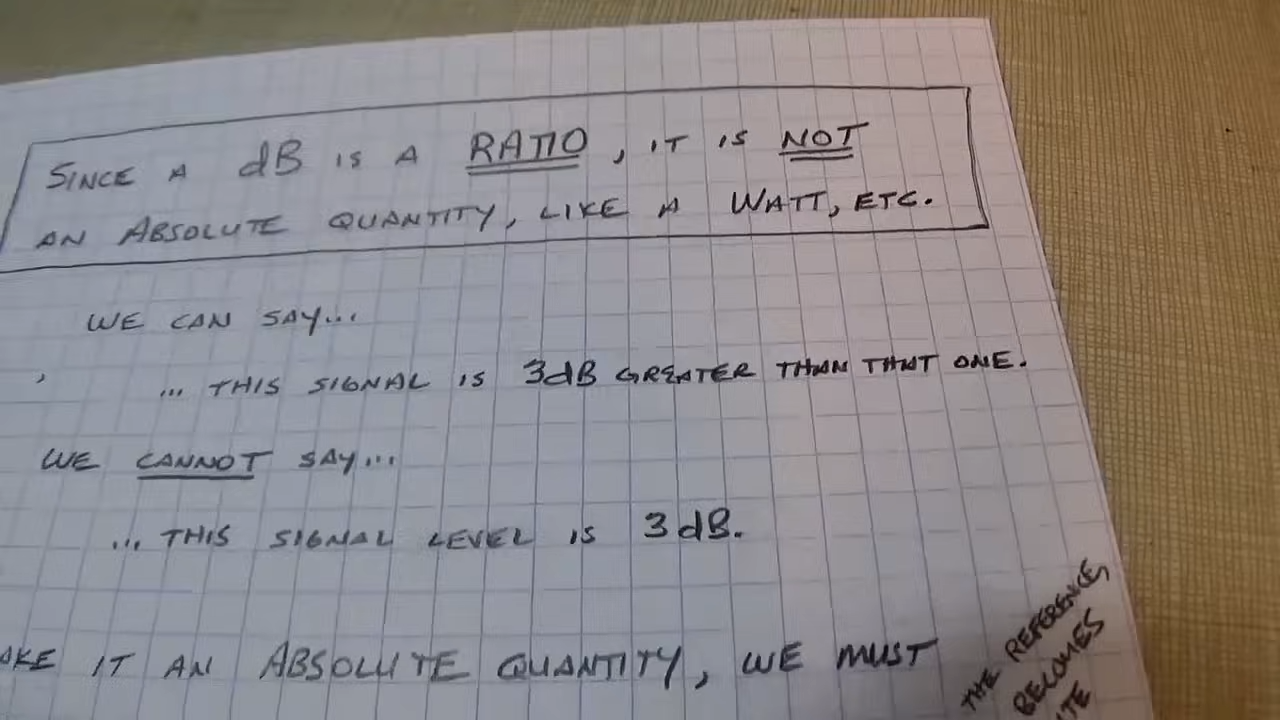 SINCE A dB IS A RATIO, IT IS NOT
AN ABSOLUTE QUANTITY, LIKE A WATT, ETC.
WE CAN SAY...
... THIS SIGNAL IS 3dB GREATER THAN THAT ONE.
WE CANNOT SAY...
... THIS SIGNAL LEVEL IS 3dB.
AKE IT AN ABSOLUTE QUANTITY, WE MUST
THE REFERENCE,
BECOMES